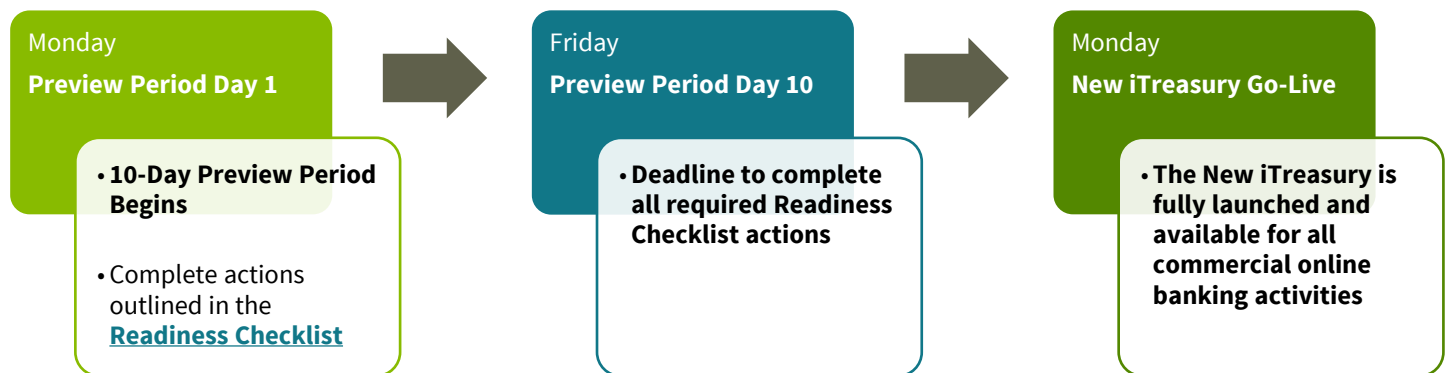 Monday
Preview Period Day 1
• 10-Day Preview Period
Begins
• Complete actions
outlined in the
Readiness Checklist
Friday
Preview Period Day 10
• Deadline to complete
all required Readiness
Checklist actions
Monday
New iTreasury Go-Live
• The New iTreasury is
fully launched and
available for all
commercial online
banking activities